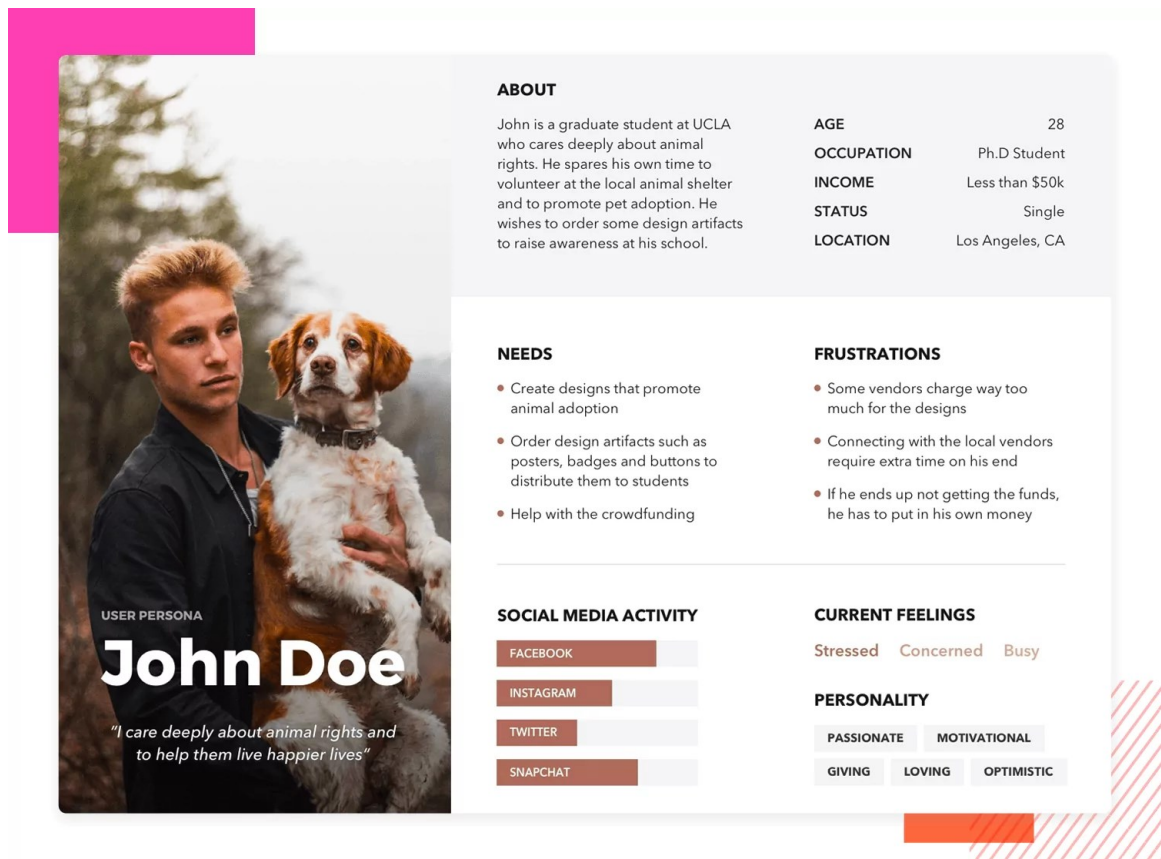 USER PERSONA
John Doe
“I care deeply about animal rights and
to help them live happier lives”
ABOUT
John is a graduate student at UCLA
who cares deeply about animal
rights. He spares his own time to
volunteer at the local animal shelter
and to promote pet adoption. He
wishes to order some design artifacts
to raise awareness at his school.
AGE 28
OCCUPATION Ph.D Student
INCOME Less than $50k
STATUS Single
LOCATION Los Angeles, CA
NEEDS
Create designs that promote
animal adoption
Order design artifacts such as
posters, badges and buttons to
distribute them to students
Help with the crowdfunding
FRUSTRATIONS
Some vendors charge way too
much for the designs
Connecting with the local vendors
require extra time on his end
If he ends up not getting the funds,
he has to put in his own money
SOCIAL MEDIA ACTIVITY
FACEBOOK
INSTAGRAM
TWITTER
SNAPCHAT
CURRENT FEELINGS
Stressed Concerned Busy
PERSONALITY
PASSIONATE MOTIVATIONAL
GIVING LOVING OPTIMISTIC